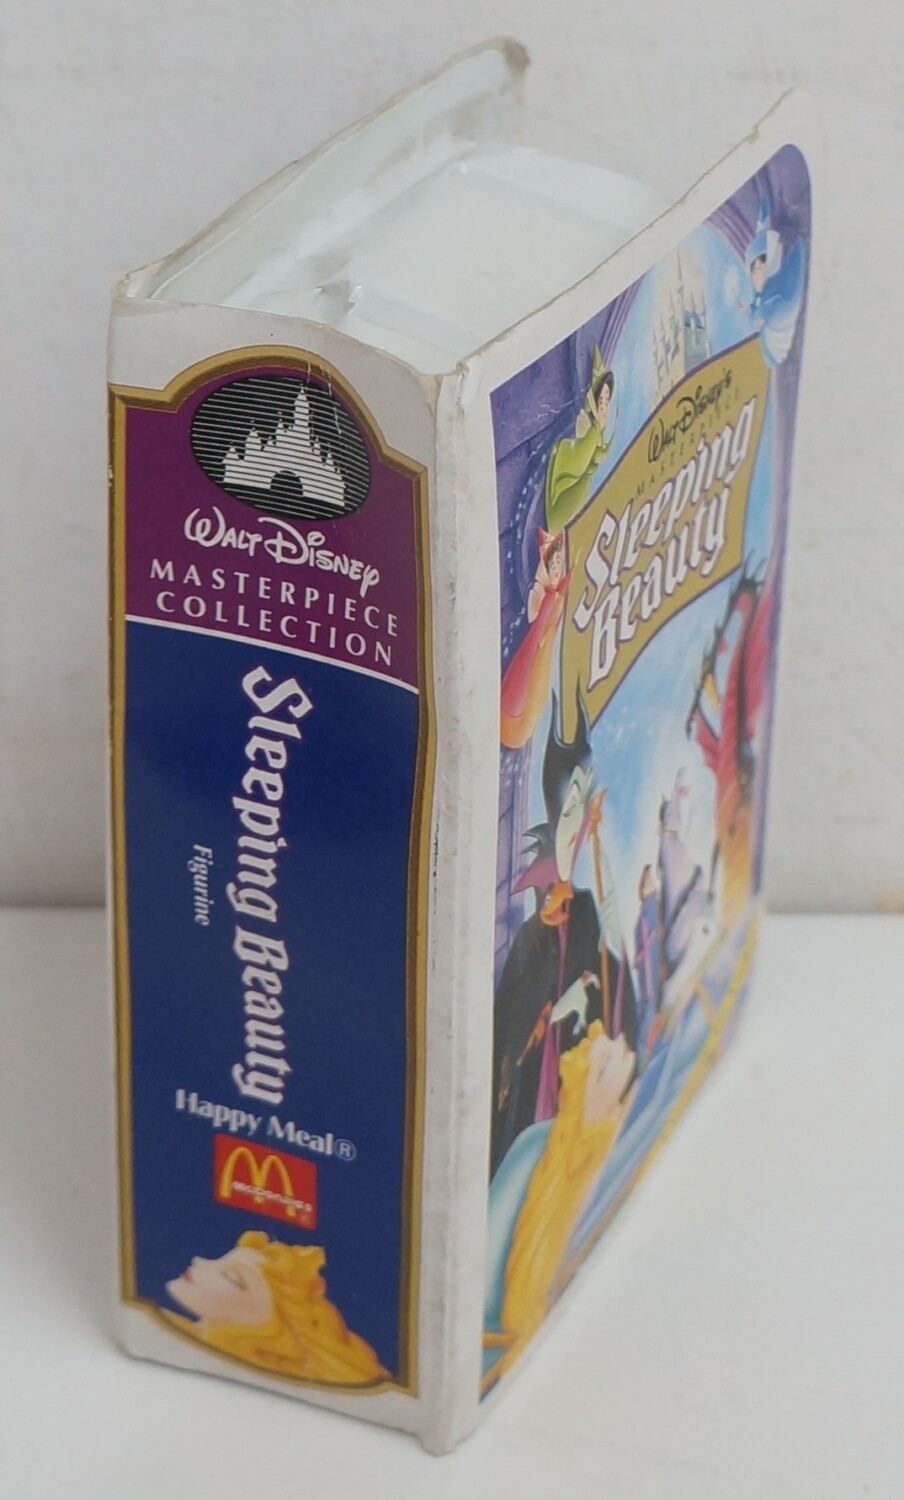 WALT DISNEY
MASTERPIECE
COLLECTION
Sleeping Beauty
Figurine
Happy Meal®
McDonald's
WALT DISNEY'S
MASTERPIECE
Sleeping
Beauty